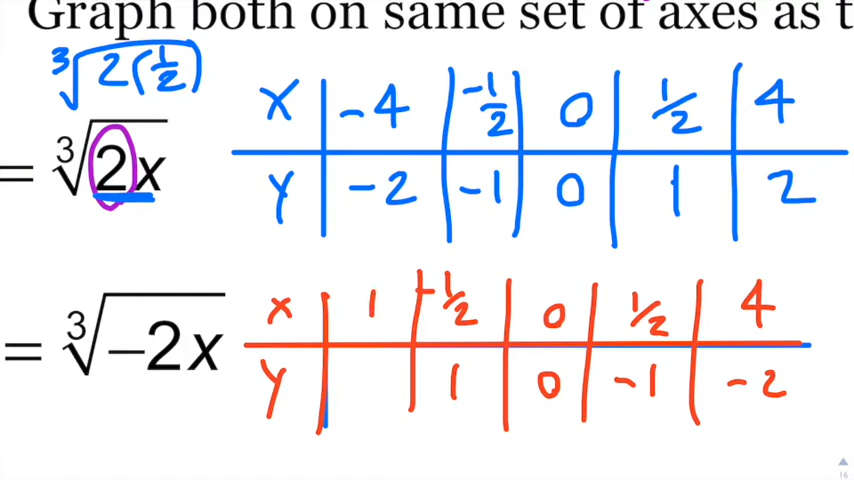 Graph both on same set of axes as t
∛(2(1/2))
= ∛(2x)
x | -4 | -1/2 | 0 | 1/2 | 4
y | -2 | -1 | 0 | 1 | 2
= ∛(–2x)
x | 1 | -1/2 | 0 | 1/2 | 4
y | | 1 | 0 | -1 | -2
16